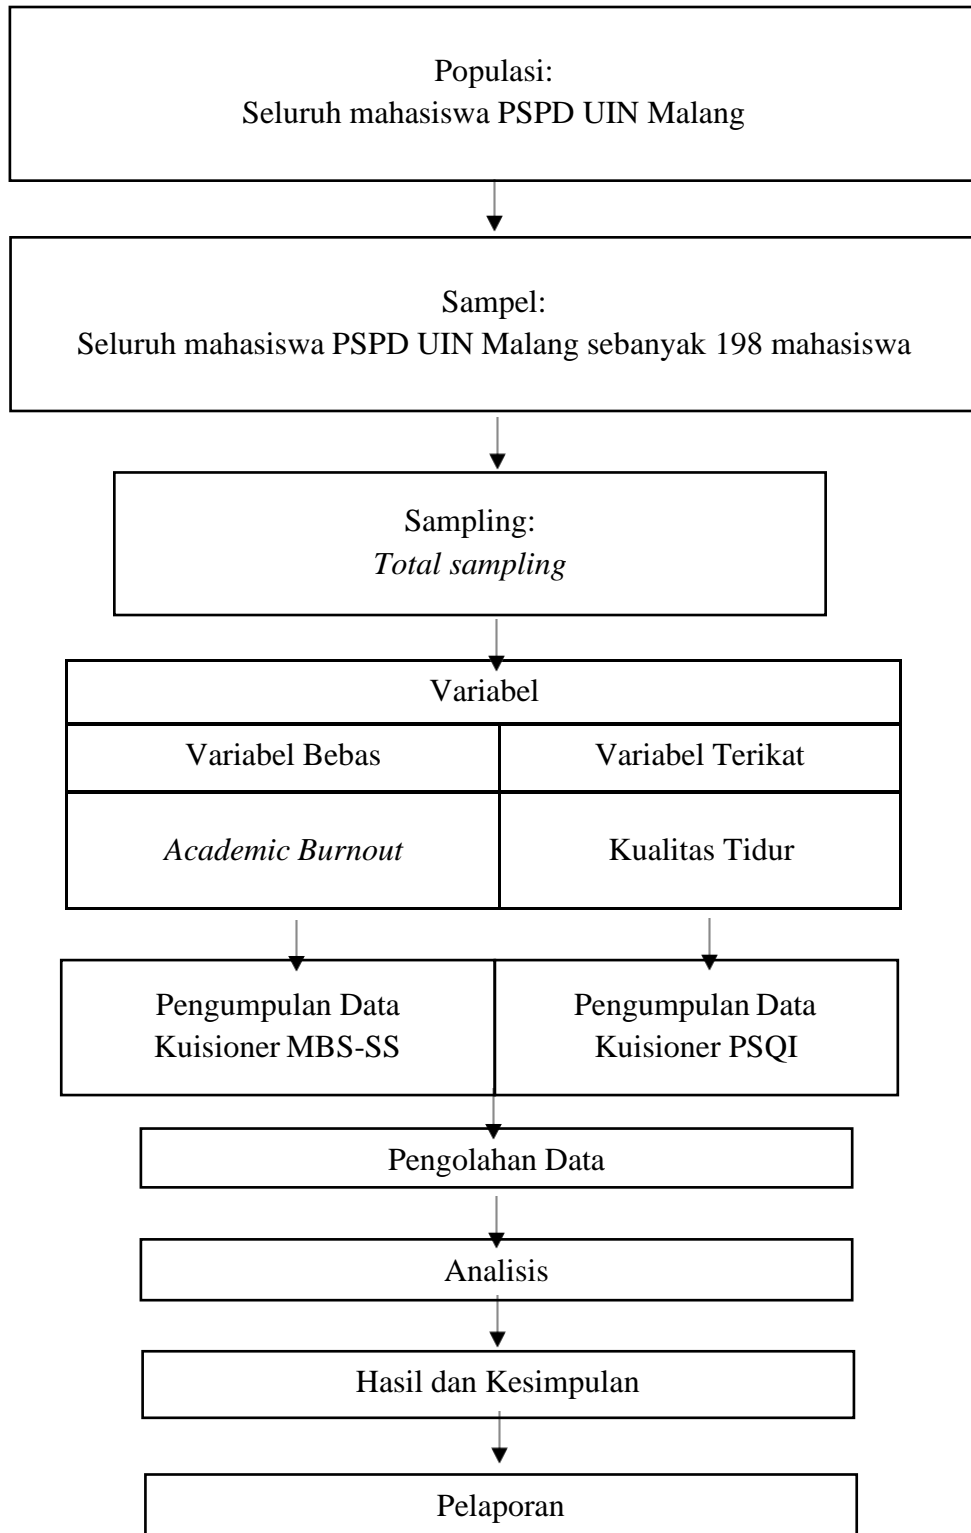 Populasi:
Seluruh mahasiswa PSPD UIN Malang
Sampel:
Seluruh mahasiswa PSPD UIN Malang sebanyak 198 mahasiswa
Sampling:
Total sampling
Variabel
Variabel Bebas
Variabel Terikat
Academic Burnout
Kualitas Tidur
Pengumpulan Data
Kuisioner MBS-SS
Pengumpulan Data
Kuisioner PSQI
Pengolahan Data
Analisis
Hasil dan Kesimpulan
Pelaporan